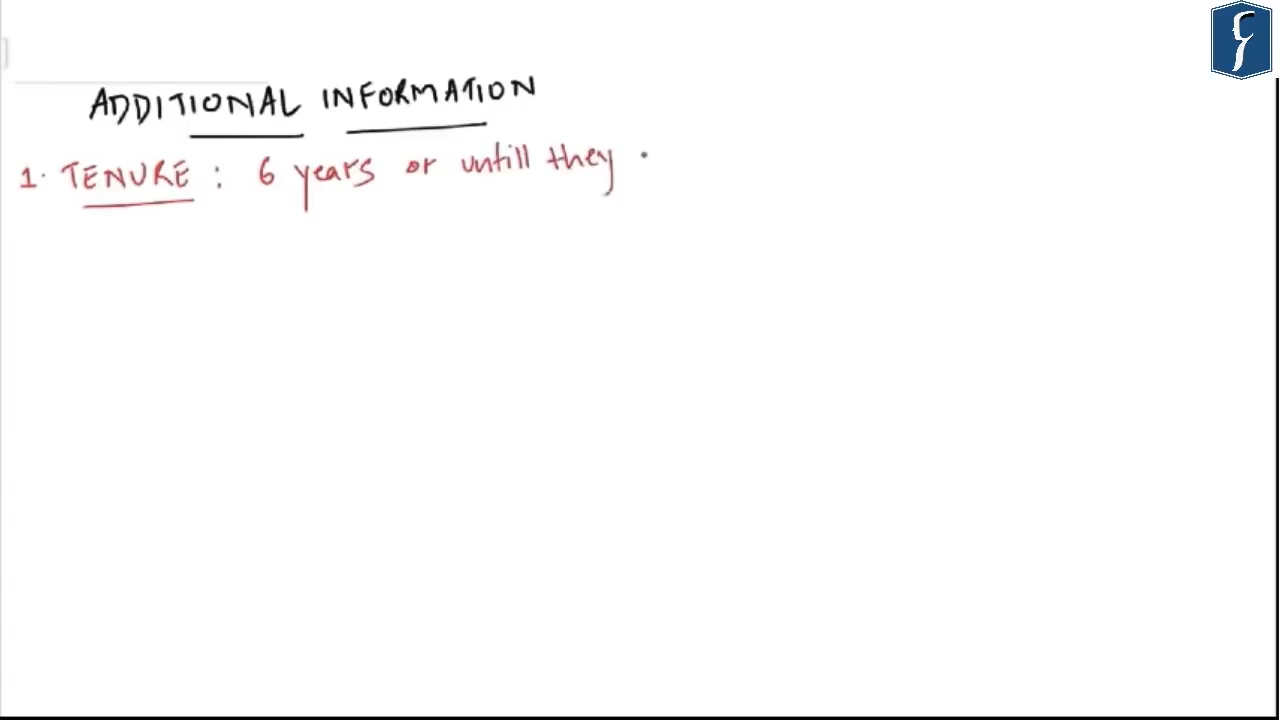 ADDITIONAL INFORMATION
1. TENURE : 6 years or untill they